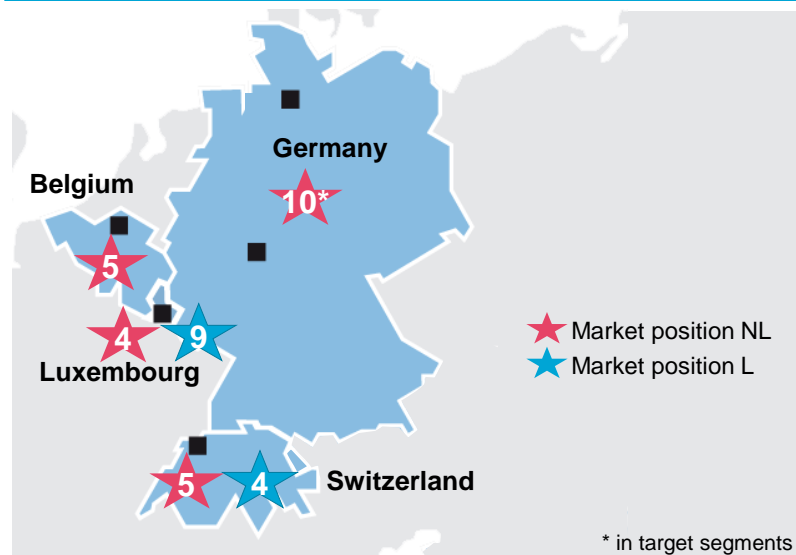 Germany
10*
Belgium
5
4
9
Luxembourg
Market position NL
Market position L
5
4
Switzerland
* in target segments